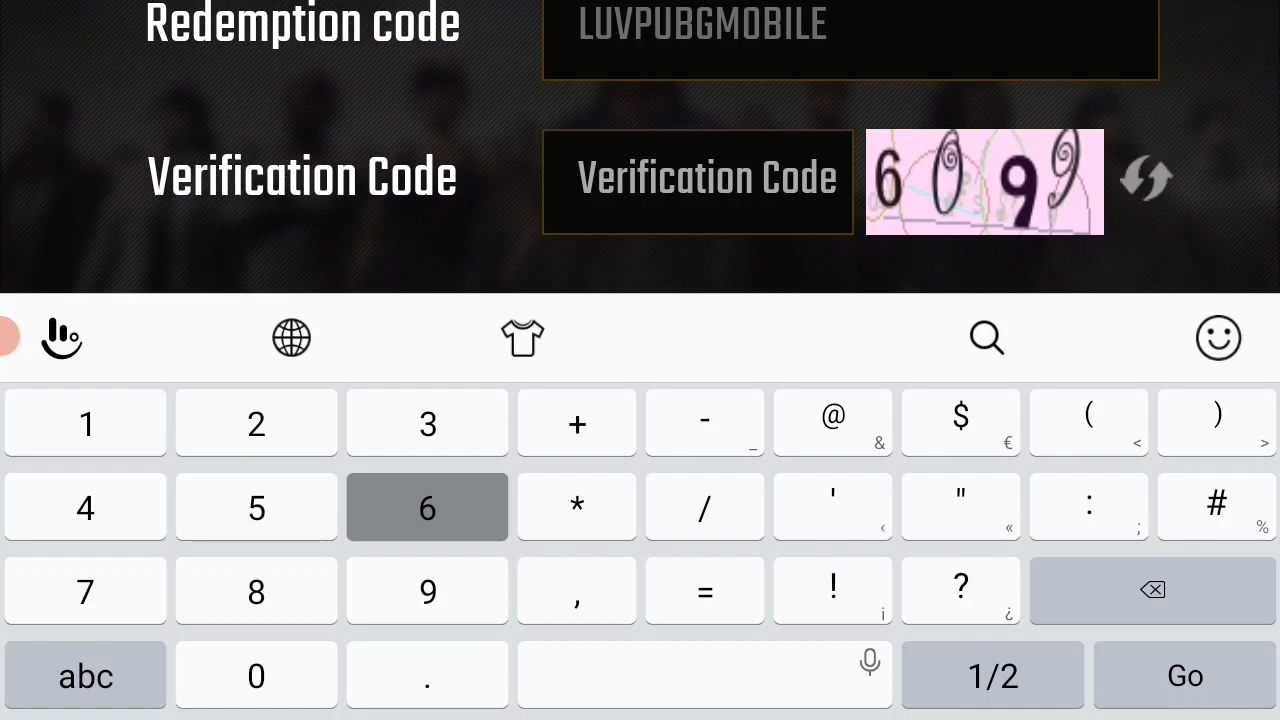 Redemption code LUVPUBGMOBILE
Verification Code Verification Code 6099
1 2 3 + - _ @ & $ € ( < ) >
4 5 6 * / ' ‹ " « : ; # %
7 8 9 , = ! ¡ ? ¿
abc 0 . 1/2 Go